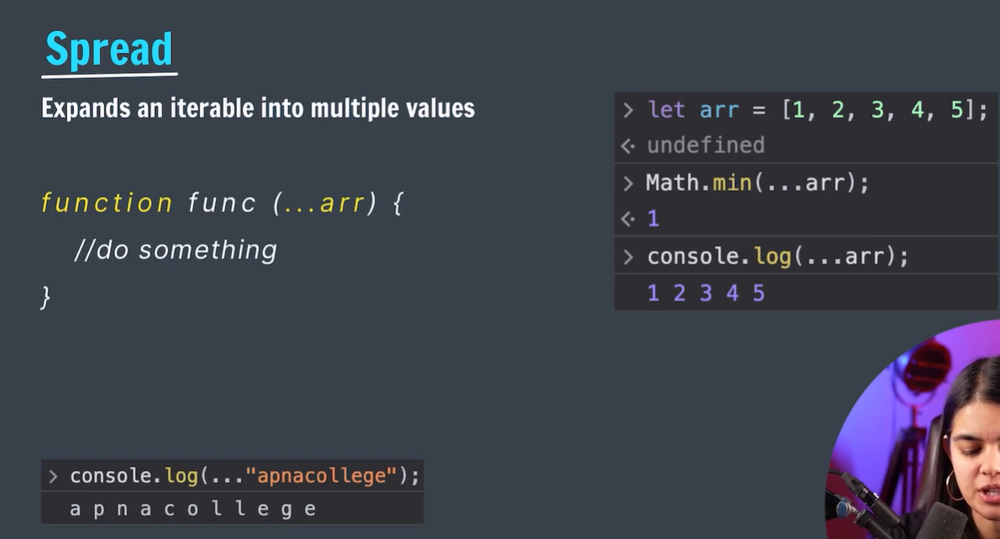 Spread
Expands an iterable into multiple values
function func (...arr) {
//do something
}
> let arr = [1, 2, 3, 4, 5];
<· undefined
> Math.min(...arr);
<· 1
> console.log(...arr);
1 2 3 4 5
> console.log(..."apnacollege");
a p n a c o l l e g e